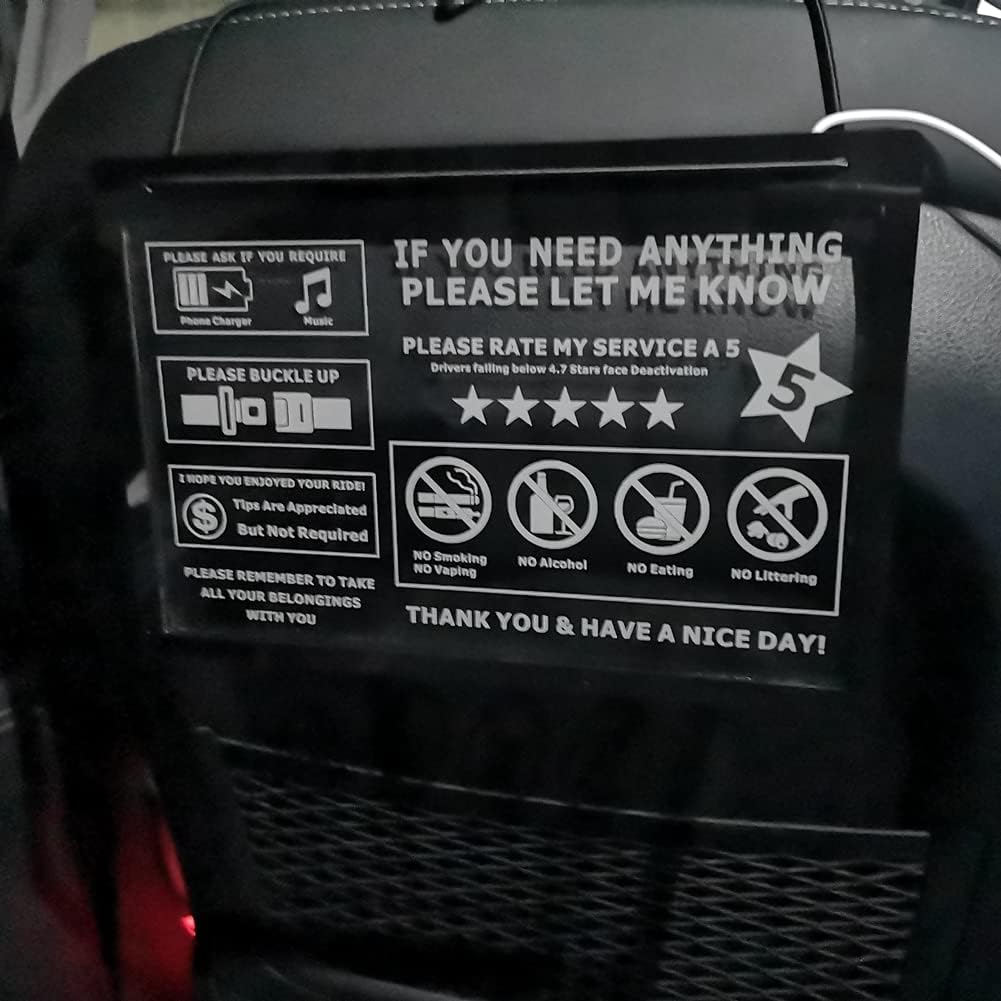 PLEASE ASK IF YOU REQUIRE
Phone Charger
Music
PLEASE BUCKLE UP
I HOPE YOU ENJOYED YOUR RIDE!
$
Tips Are Appreciated
But Not Required
PLEASE REMEMBER TO TAKE
ALL YOUR BELONGINGS
WITH YOU
IF YOU NEED ANYTHING
PLEASE LET ME KNOW
PLEASE RATE MY SERVICE A 5
Drivers falling below 4.7 Stars face Deactivation
5
NO Smoking
NO Vaping
NO Alcohol
NO Eating
NO Littering
THANK YOU & HAVE A NICE DAY!